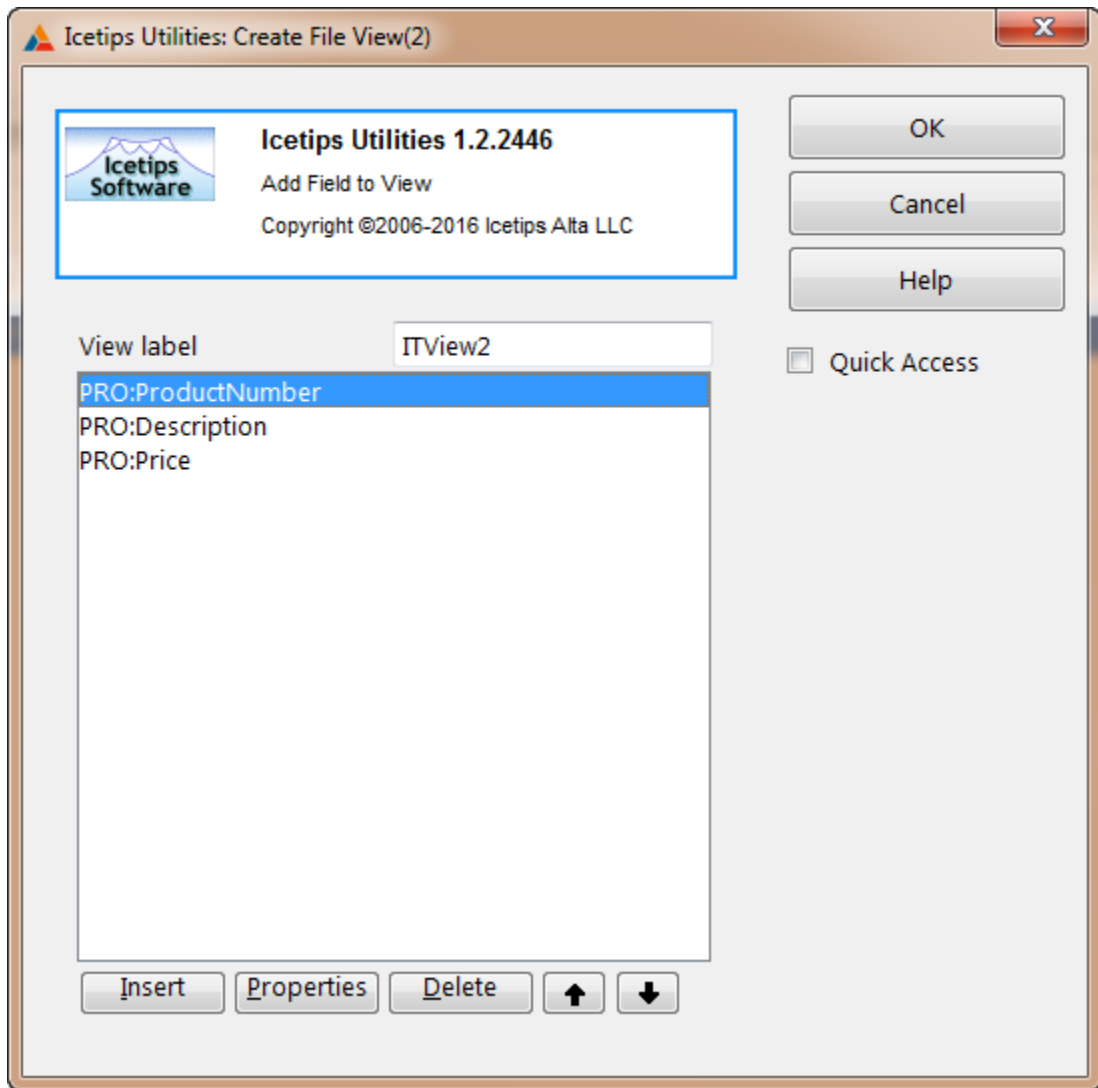 Icetips Utilities: Create File View(2)
Icetips
Software
Icetips Utilities 1.2.2446
Add Field to View
Copyright ©2006-2016 Icetips Alta LLC
OK
Cancel
Help
View label ITView2
Quick Access
PRO:ProductNumber
PRO:Description
PRO:Price
Insert Properties Delete